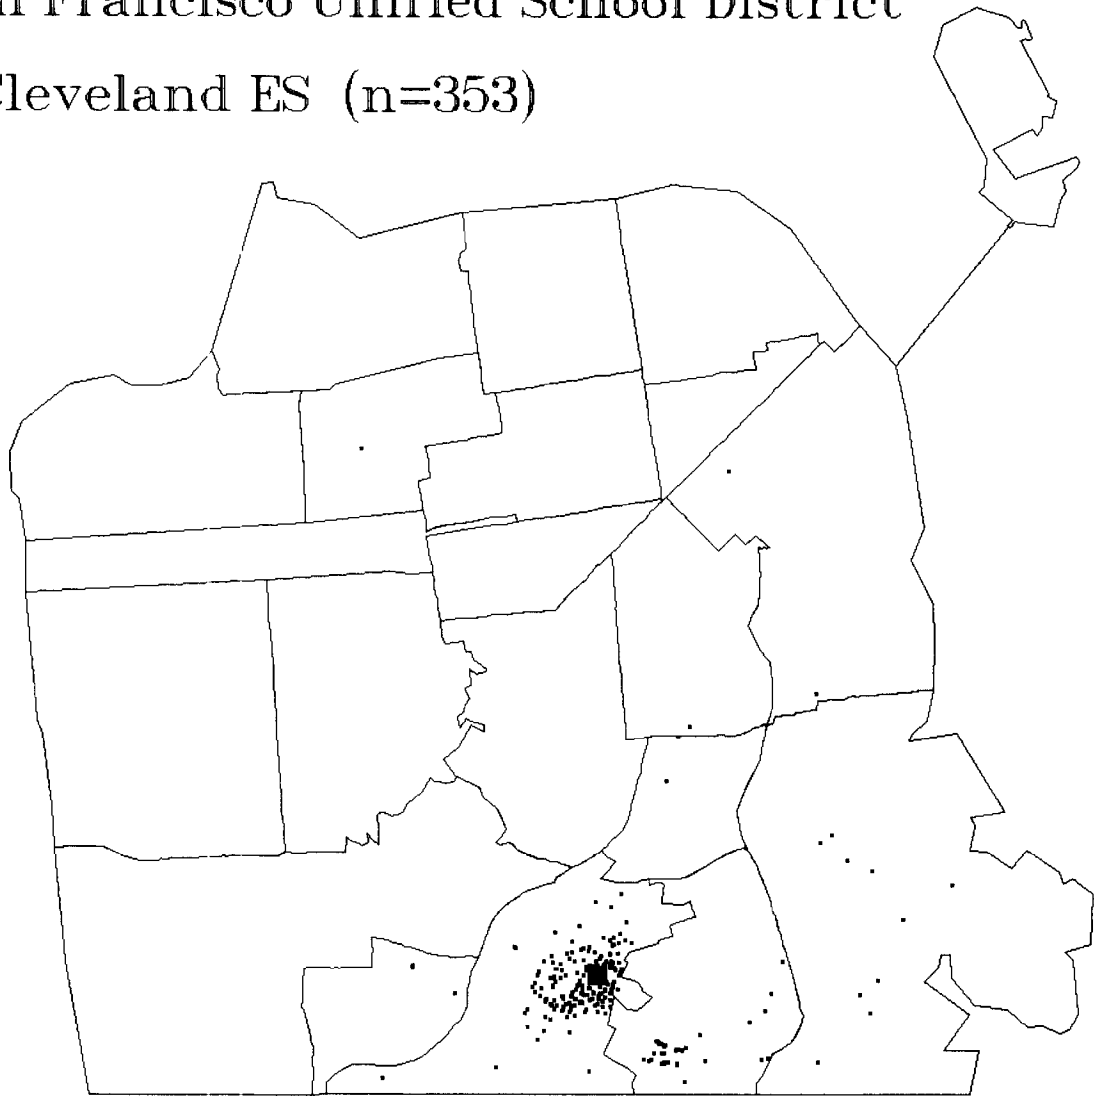 Francisco Unified School District
Cleveland ES (n=353)